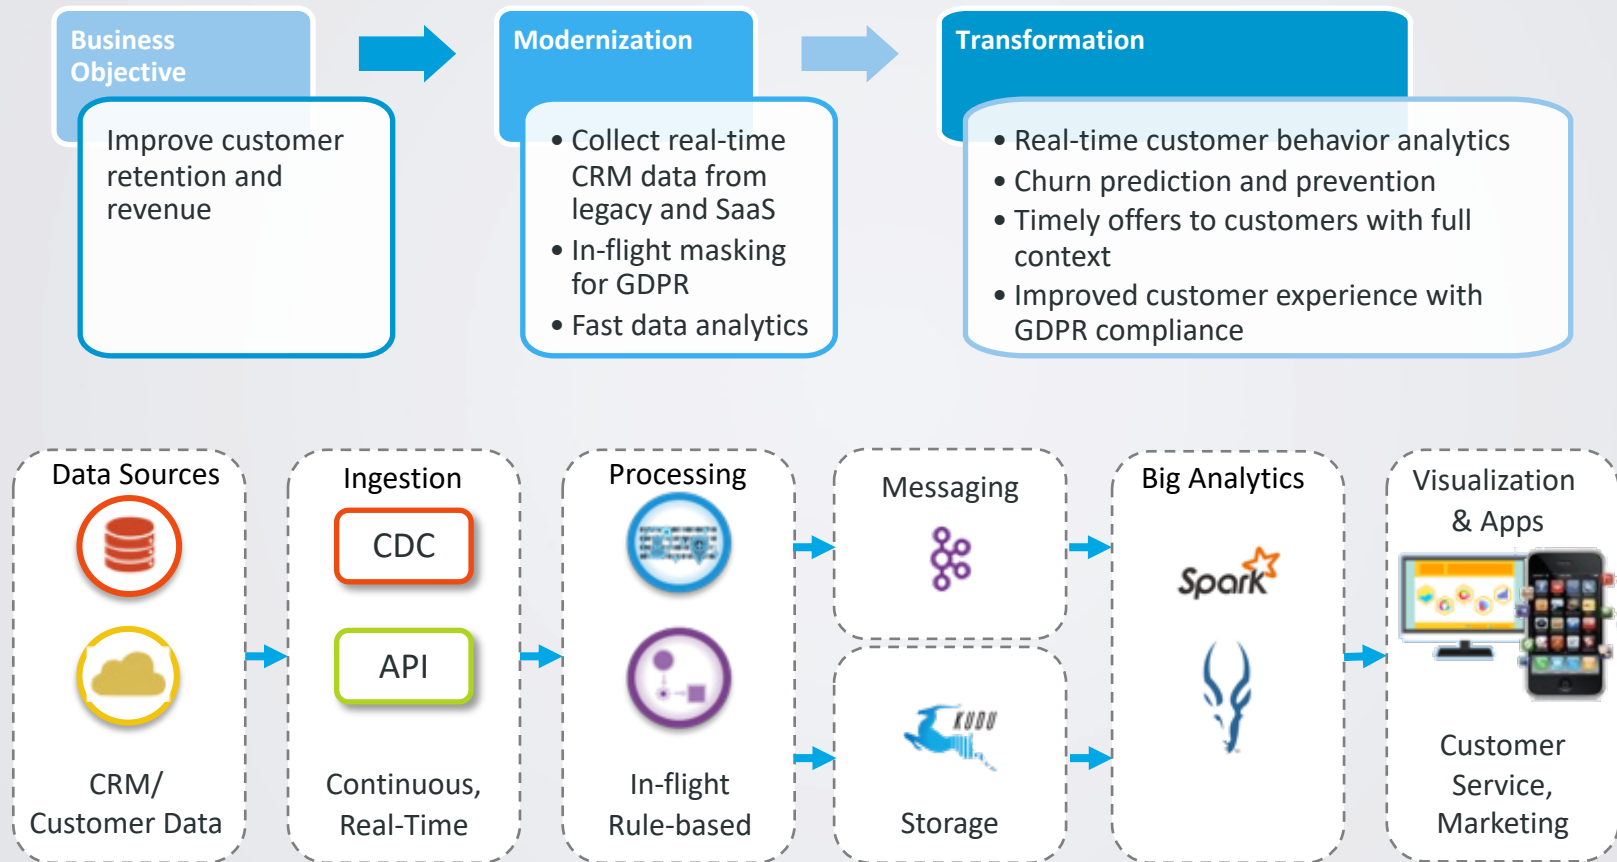 Business
Objective
Improve customer
retention and
revenue
Modernization
• Collect real-time
CRM data from
legacy and SaaS
• In-flight masking
for GDPR
• Fast data analytics
Transformation
• Real-time customer behavior analytics
• Churn prediction and prevention
• Timely offers to customers with full
context
• Improved customer experience with
GDPR compliance
Data Sources
CRM/
Customer Data
Ingestion
CDC
API
Continuous,
Real-Time
Processing
In-flight
Rule-based
Messaging
KUDU
Storage
Big Analytics
Spark
Visualization
& Apps
Customer
Service,
Marketing